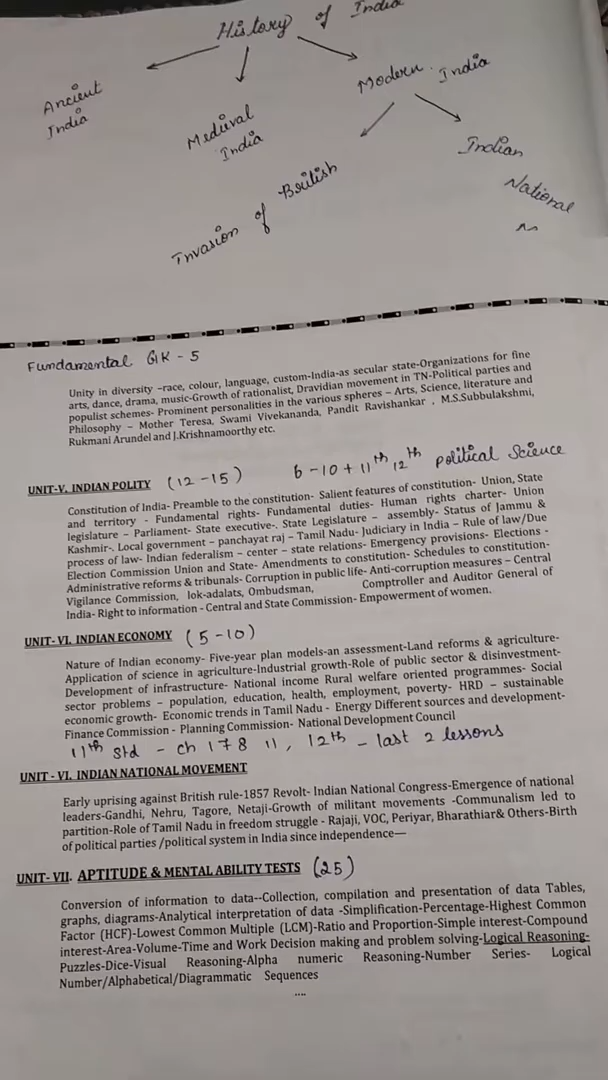 History of India
Ancient India
Medieval India
Modern India
Invasion of British
Indian National
Fundamental GK - 5
Unity in diversity –race, colour, language, custom-India-as secular state-Organizations for fine
arts, dance, drama, music-Growth of rationalist, Dravidian movement in TN-Political parties and
populist schemes- Prominent personalities in the various spheres – Arts, Science, literature and
Philosophy – Mother Teresa, Swami Vivekananda, Pandit Ravishankar , M.S.Subbulakshmi,
Rukmani Arundel and J.Krishnamoorthy etc.
UNIT-V. INDIAN POLITY (12-15) 6-10 + 11th 12th political Science
Constitution of India- Preamble to the constitution- Salient features of constitution- Union, State
and territory - Fundamental rights- Fundamental duties- Human rights charter- Union
legislature – Parliament- State executive-. State Legislature – assembly- Status of Jammu &
Kashmir-. Local government – panchayat raj – Tamil Nadu- Judiciary in India – Rule of law/Due
process of law- Indian federalism – center – state relations- Emergency provisions- Elections -
Election Commission Union and State- Amendments to constitution- Schedules to constitution-
Administrative reforms & tribunals- Corruption in public life- Anti-corruption measures – Central
Vigilance Commission, lok-adalats, Ombudsman, Comptroller and Auditor General of
India- Right to information - Central and State Commission- Empowerment of women.
UNIT- VI. INDIAN ECONOMY (5-10)
Nature of Indian economy- Five-year plan models-an assessment-Land reforms & agriculture-
Application of science in agriculture-Industrial growth-Role of public sector & disinvestment-
Development of infrastructure- National income Rural welfare oriented programmes- Social
sector problems – population, education, health, employment, poverty- HRD – sustainable
economic growth- Economic trends in Tamil Nadu - Energy Different sources and development-
Finance Commission - Planning Commission- National Development Council
11th Std - ch 1 7 8 11, 12th - last 2 lessons
UNIT - VI. INDIAN NATIONAL MOVEMENT
Early uprising against British rule-1857 Revolt- Indian National Congress-Emergence of national
leaders-Gandhi, Nehru, Tagore, Netaji-Growth of militant movements -Communalism led to
partition-Role of Tamil Nadu in freedom struggle - Rajaji, VOC, Periyar, Bharathiar& Others-Birth
of political parties /political system in India since independence—
UNIT- VII. APTITUDE & MENTAL ABILITY TESTS (25)
Conversion of information to data--Collection, compilation and presentation of data Tables,
graphs, diagrams-Analytical interpretation of data -Simplification-Percentage-Highest Common
Factor (HCF)-Lowest Common Multiple (LCM)-Ratio and Proportion-Simple interest-Compound
interest-Area-Volume-Time and Work Decision making and problem solving-Logical Reasoning-
Puzzles-Dice-Visual Reasoning-Alpha numeric Reasoning-Number Series- Logical
Number/Alphabetical/Diagrammatic Sequences
....